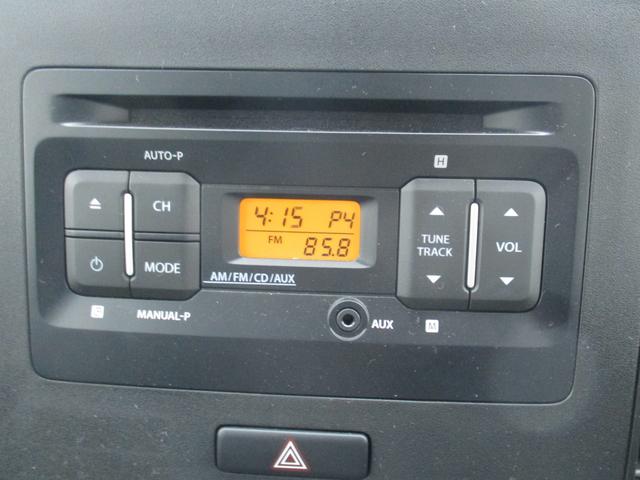 AUTO-P
H
CH
4:15 P4
FM 85.8
TUNE
TRACK
VOL
MODE
AM/FM/CD/AUX
MANUAL-P
AUX
M